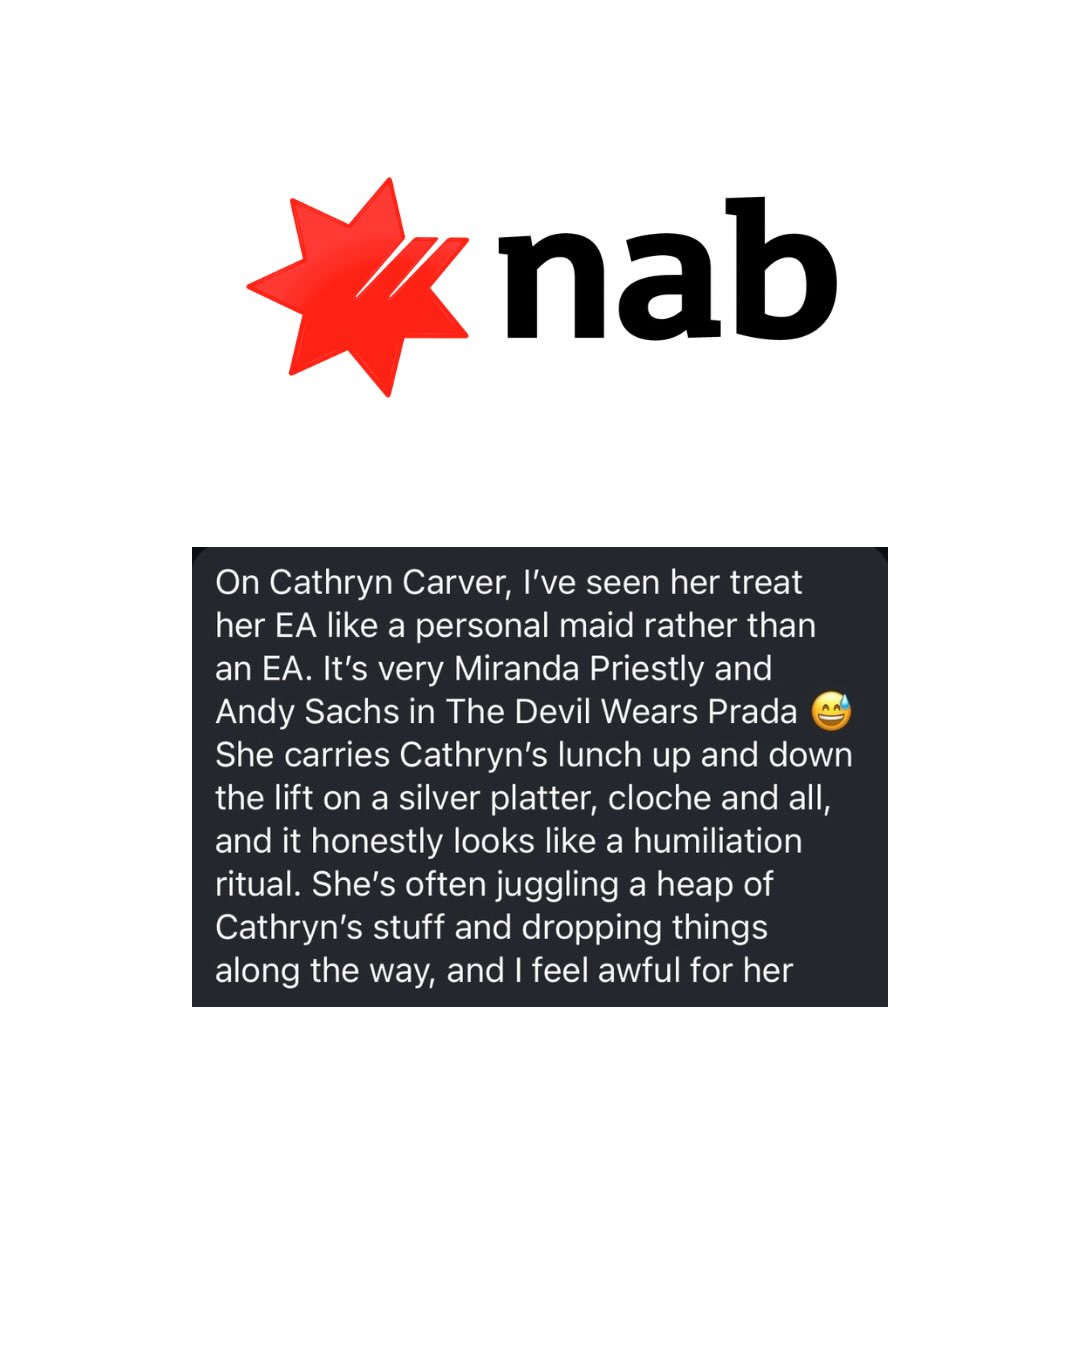 nab
On Cathryn Carver, I’ve seen her treat
her EA like a personal maid rather than
an EA. It’s very Miranda Priestly and
Andy Sachs in The Devil Wears Prada 😅
She carries Cathryn’s lunch up and down
the lift on a silver platter, cloche and all,
and it honestly looks like a humiliation
ritual. She’s often juggling a heap of
Cathryn’s stuff and dropping things
along the way, and I feel awful for her